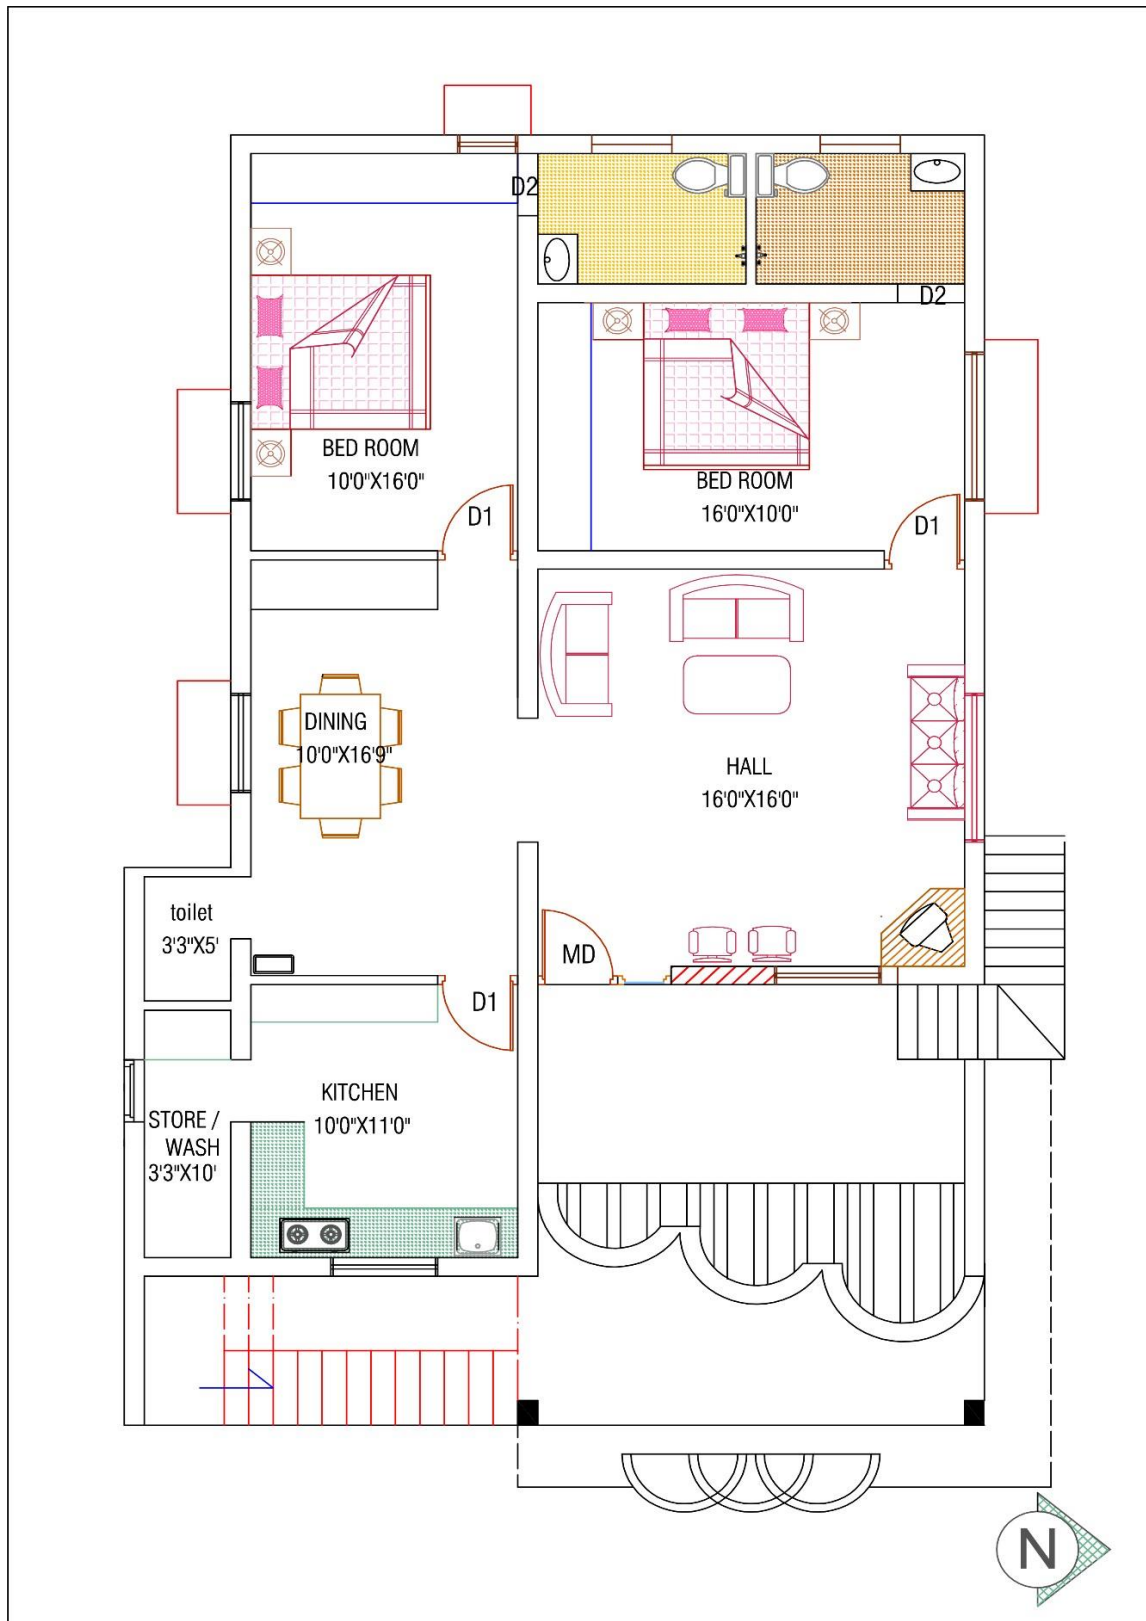 D2
D2
BED ROOM
10'0"X16'0"
BED ROOM
16'0"X10'0"
D1
D1
DINING
10'0"X16'9"
HALL
16'0"X16'0"
toilet
3'3"X5'
MD
D1
KITCHEN
10'0"X11'0"
STORE /
WASH
3'3"X10'
N